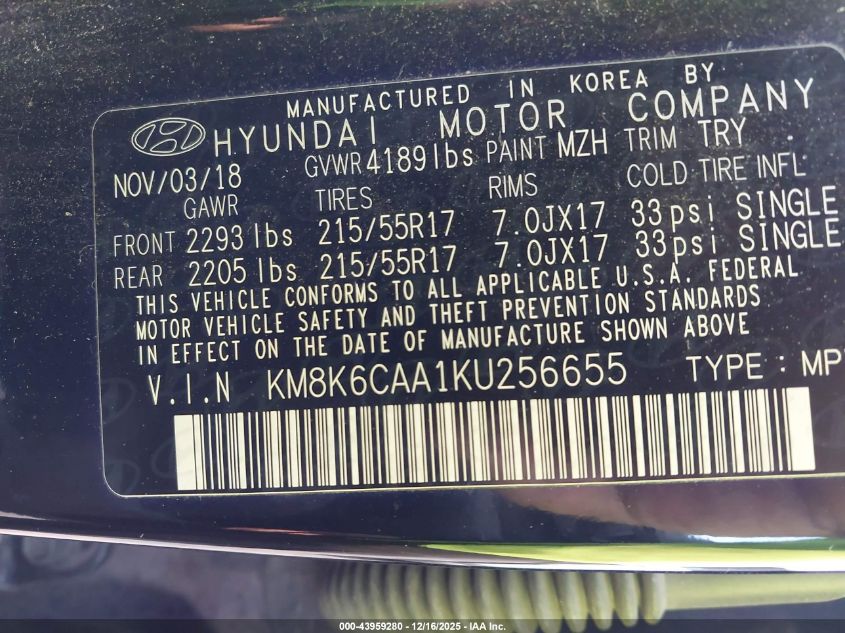 MANUFACTURED IN KOREA BY
HYUNDAI MOTOR COMPANY
NOV/03/18 GVWR 4189 lbs PAINT MZH TRIM TRY
GAWR TIRES RIMS COLD TIRE INFL
FRONT 2293 lbs 215/55R17 7.0JX17 33psi SINGLE
REAR 2205 lbs 215/55R17 7.0JX17 33psi SINGLE
THIS VEHICLE CONFORMS TO ALL APPLICABLE U.S.A. FEDERAL
MOTOR VEHICLE SAFETY AND THEFT PREVENTION STANDARDS
IN EFFECT ON THE DATE OF MANUFACTURE SHOWN ABOVE
V.I.N KM8K6CAA1KU256655 TYPE : MP
000-43959280 - 12/16/2025 - IAA Inc.